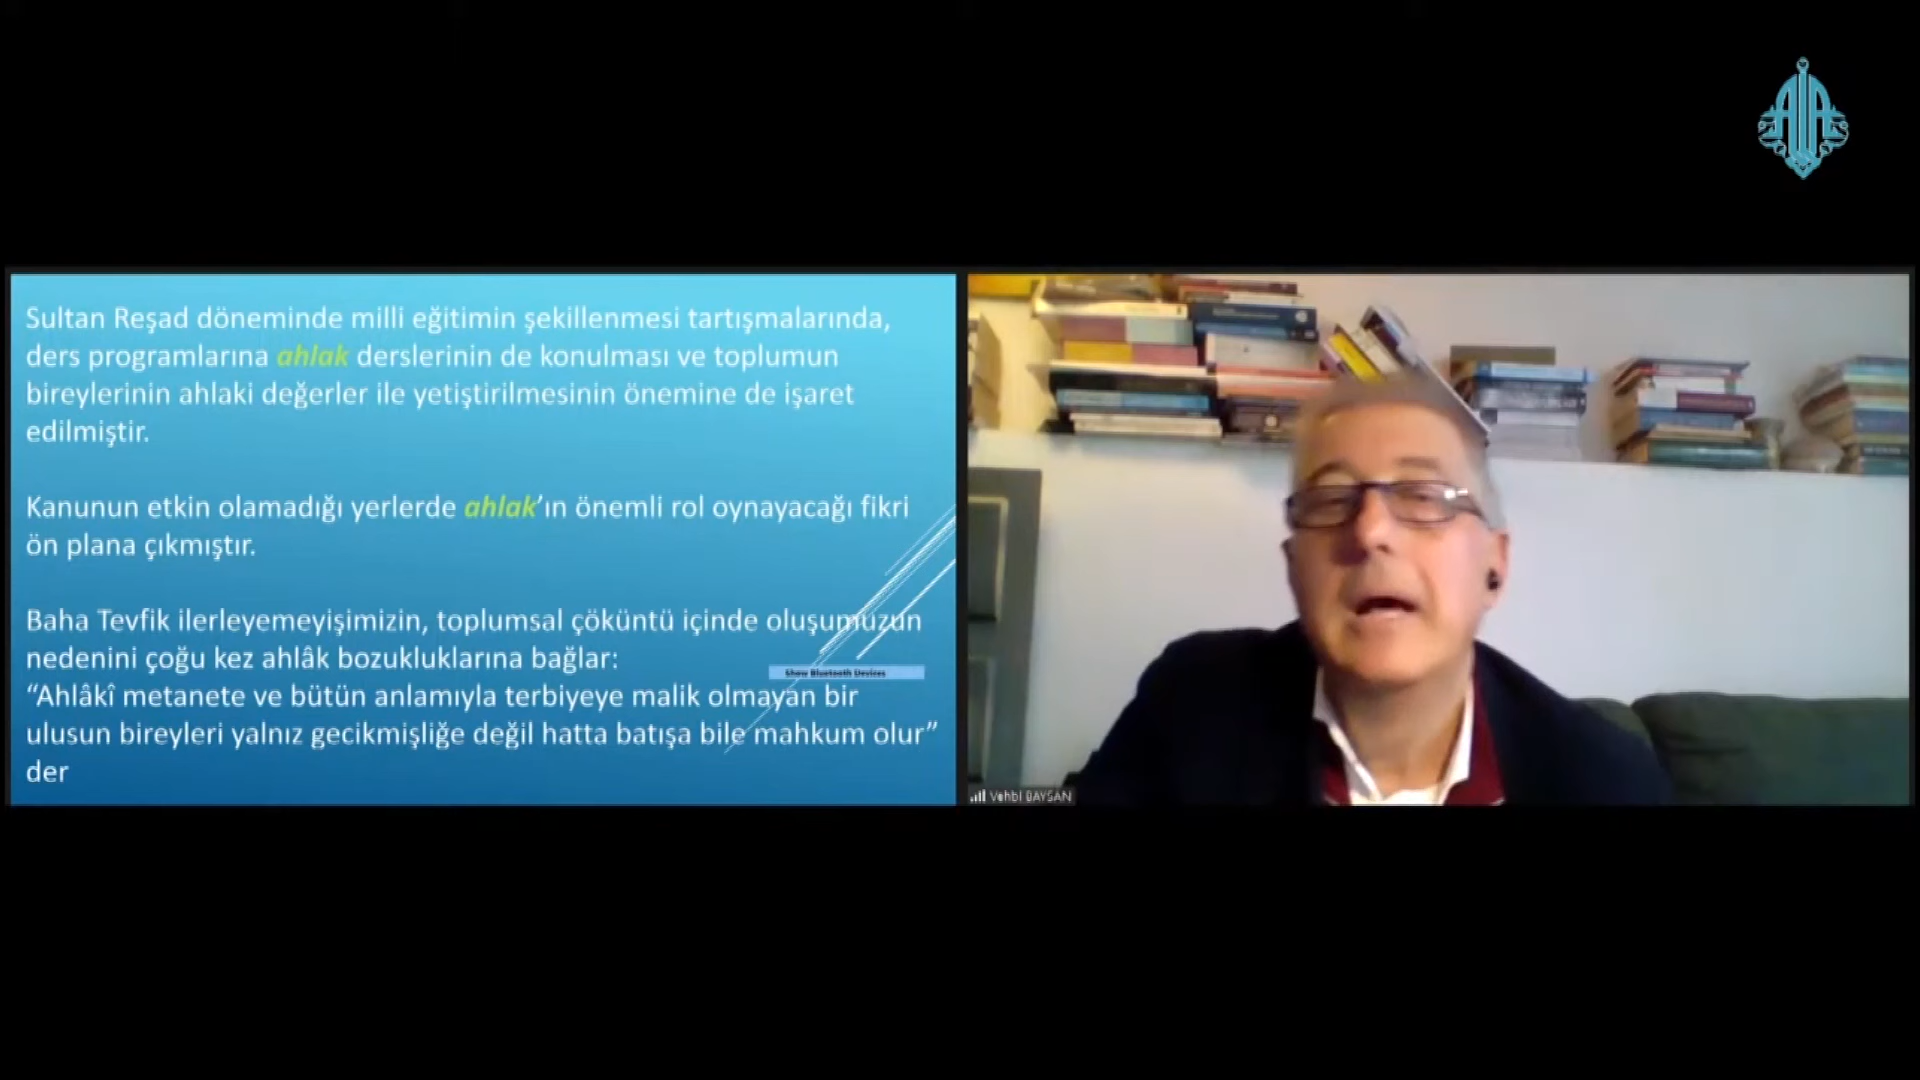 Sultan Reşad döneminde milli eğitimin şekillenmesi tartışmalarında,
ders programlarına ahlak derslerinin de konulması ve toplumun
bireylerinin ahlaki değerler ile yetiştirilmesinin önemine de işaret
edilmiştir.
Kanunun etkin olamadığı yerlerde ahlak’ın önemli rol oynayacağı fikri
ön plana çıkmıştır.
Baha Tevfik ilerleyemeyişimizin, toplumsal çöküntü içinde oluşumuzun
nedenini çoğu kez ahlâk bozukluklarına bağlar:
Show Bluetooth Devices
“Ahlâkî metanete ve bütün anlamıyla terbiyeye malik olmayan bir
ulusun bireyleri yalnız gecikmişliğe değil hatta batışa bile mahkum olur”
der
Vehbi BAYSAN